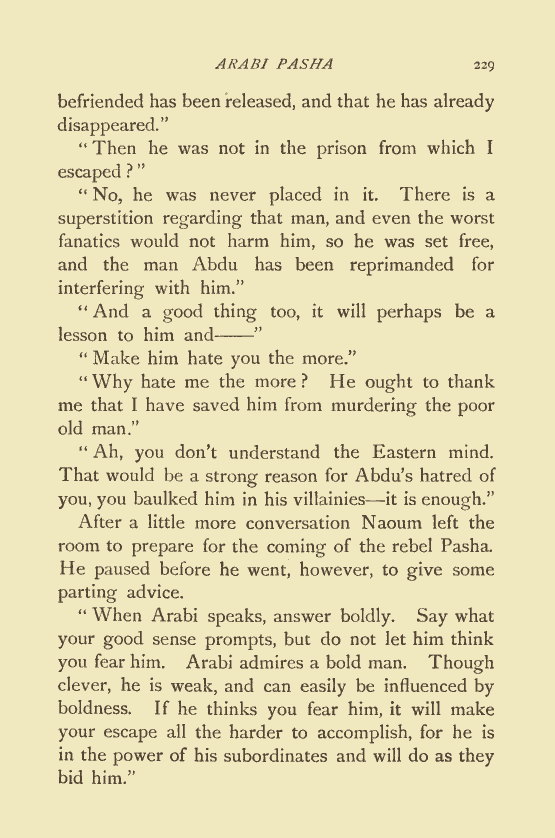 ARABI PASHA 229
befriended has been released, and that he has already
disappeared.”
“Then he was not in the prison from which I
escaped?”
“No, he was never placed in it. There is a
superstition regarding that man, and even the worst
fanatics would not harm him, so he was set free,
and the man Abdu has been reprimanded for
interfering with him.”
“And a good thing too, it will perhaps be a
lesson to him and——”
“Make him hate you the more.”
“Why hate me the more? He ought to thank
me that I have saved him from murdering the poor
old man.”
“Ah, you don’t understand the Eastern mind.
That would be a strong reason for Abdu’s hatred of
you, you baulked him in his villainies—it is enough.”
After a little more conversation Naoum left the
room to prepare for the coming of the rebel Pasha.
He paused before he went, however, to give some
parting advice.
“When Arabi speaks, answer boldly. Say what
your good sense prompts, but do not let him think
you fear him. Arabi admires a bold man. Though
clever, he is weak, and can easily be influenced by
boldness. If he thinks you fear him, it will make
your escape all the harder to accomplish, for he is
in the power of his subordinates and will do as they
bid him.”